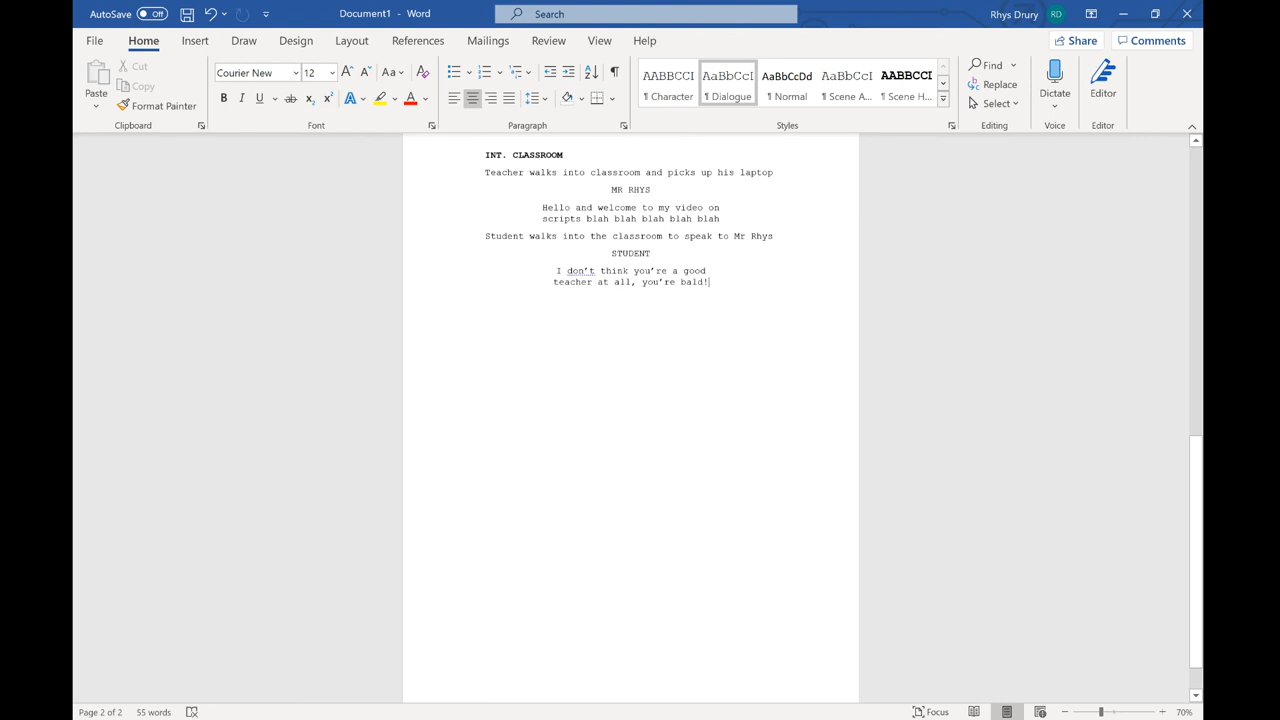 AutoSave Off Document1 - Word Search Rhys Drury RD
File Home Insert Draw Design Layout References Mailings Review View Help Share Comments
Paste Cut Copy Format Painter Clipboard
Courier New 12 Font
Paragraph
AABBCCI ¶ Character AaBbCcI ¶ Dialogue AaBbCcDd ¶ Normal AaBbCcI ¶ Scene A... AABBCCI ¶ Scene H... Styles
Find Replace Select Editing
Dictate Voice
Editor Editor
INT. CLASSROOM
Teacher walks into classroom and picks up his laptop
MR RHYS
Hello and welcome to my video on
scripts blah blah blah blah blah
Student walks into the classroom to speak to Mr Rhys
STUDENT
I don't think you're a good
teacher at all, you're bald!
Page 2 of 2 55 words Focus 70%